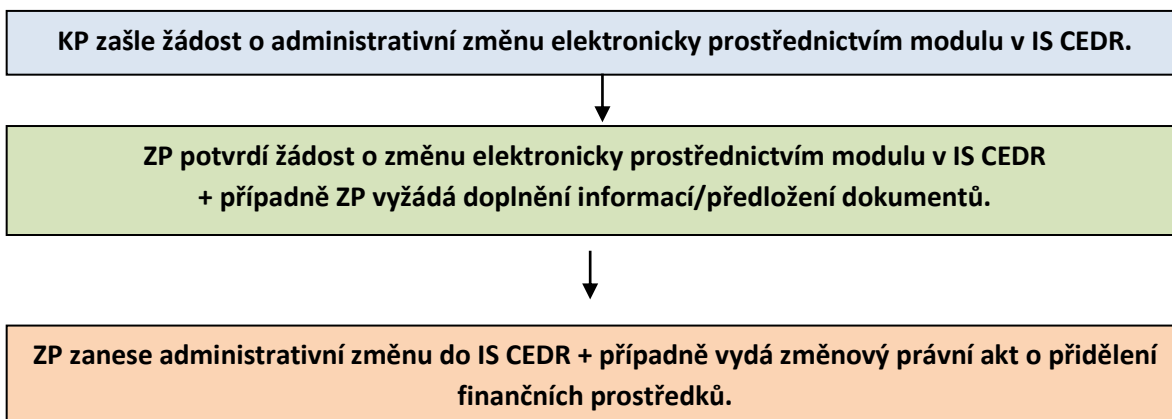 KP zašle žádost o administrativní změnu elektronicky prostřednictvím modulu v IS CEDR.
ZP potvrdí žádost o změnu elektronicky prostřednictvím modulu v IS CEDR
+ případně ZP vyžádá doplnění informací/předložení dokumentů.
ZP zanese administrativní změnu do IS CEDR + případně vydá změnový právní akt o přidělení
finančních prostředků.